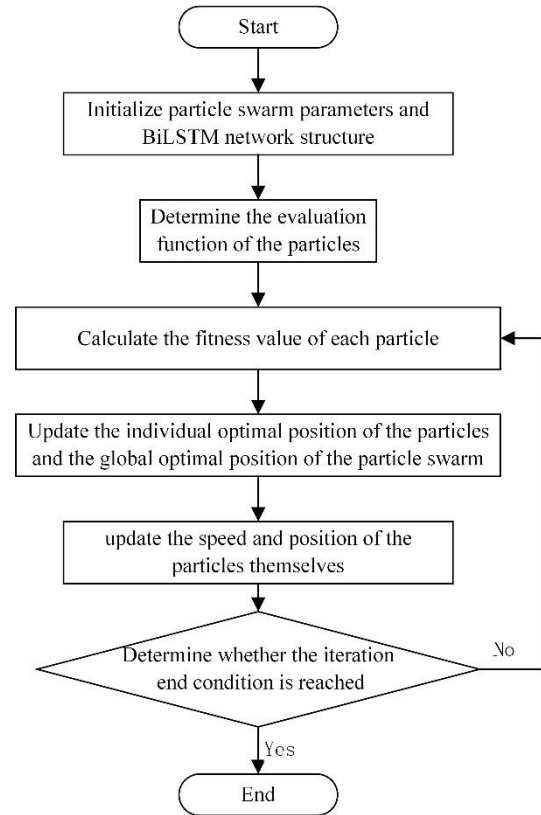 Start
Initialize particle swarm parameters and
BiLSTM network structure
Determine the evaluation
function of the particles
Calculate the fitness value of each particle
Update the individual optimal position of the particles
and the global optimal position of the particle swarm
update the speed and position of the
particles themselves
Determine whether the iteration
end condition is reached
No
Yes
End